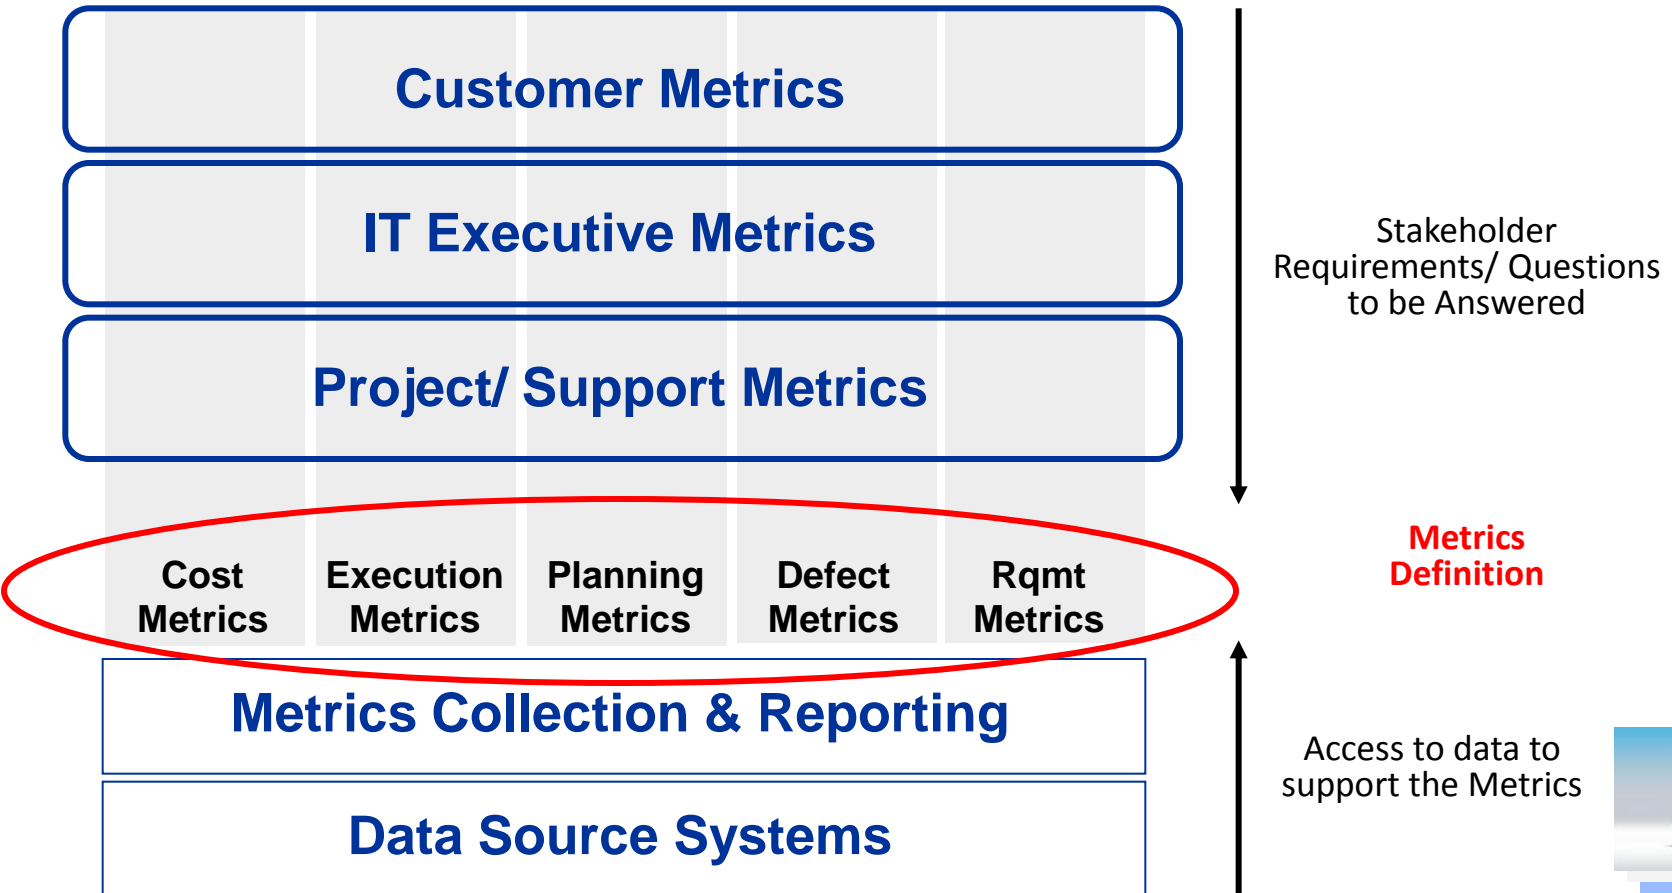 Customer Metrics
IT Executive Metrics
Stakeholder
Requirements/ Questions
to be Answered
Project/ Support Metrics
Metrics
Definition
Cost
Metrics
Execution
Metrics
Planning
Metrics
Defect
Metrics
Rqmt
Metrics
Metrics Collection & Reporting
Access to data to
support the Metrics
Data Source Systems